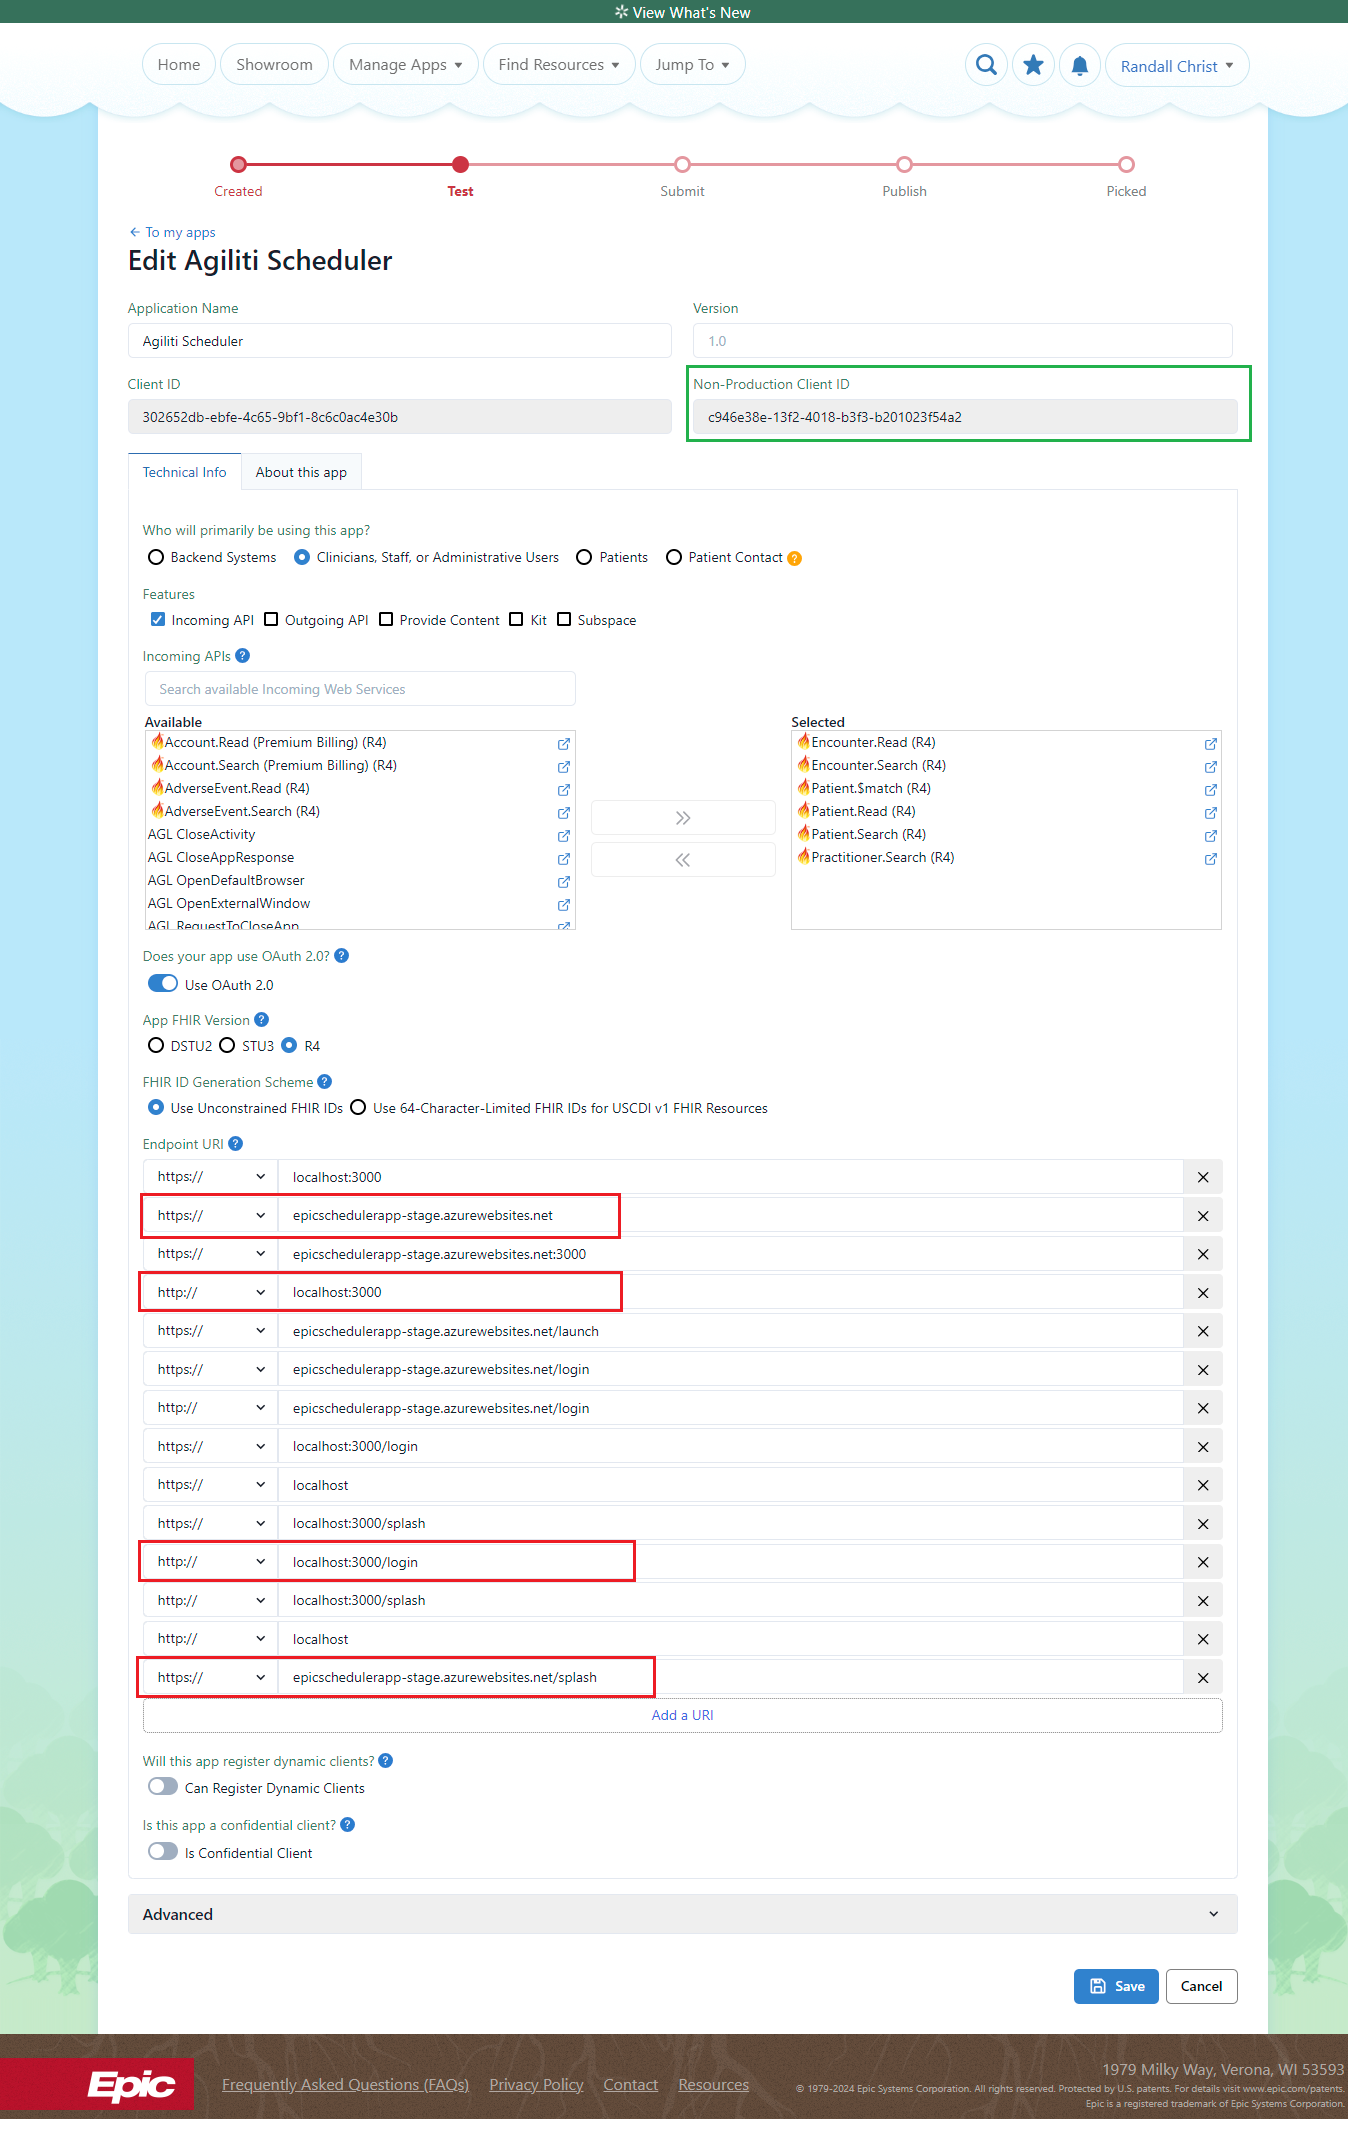 View What's New
Home Showroom Manage Apps Find Resources Jump To Randall Christ
Created Test Submit Publish Picked
To my apps
Edit Agiliti Scheduler
Application Name Version
Agiliti Scheduler 1.0
Client ID Non-Production Client ID
302652db-ebfe-4c65-9bf1-8c6c0ac4e30b c946e38e-13f2-4018-b3f3-b201023f54a2
Technical Info About this app
Who will primarily be using this app?
Backend Systems Clinicians, Staff, or Administrative Users Patients Patient Contact ?
Features
Incoming API Outgoing API Provide Content Kit Subspace
Incoming APIs ?
Search available Incoming Web Services
Available Selected
Account.Read (Premium Billing) (R4) Encounter.Read (R4)
Account.Search (Premium Billing) (R4) Encounter.Search (R4)
AdverseEvent.Read (R4) Patient.$match (R4)
AdverseEvent.Search (R4) Patient.Read (R4)
AGL CloseActivity Patient.Search (R4)
AGL CloseAppResponse Practitioner.Search (R4)
AGL OpenDefaultBrowser
AGL OpenExternalWindow
AGL RequestToCloseApp
Does your app use OAuth 2.0? ?
Use OAuth 2.0
App FHIR Version ?
DSTU2 STU3 R4
FHIR ID Generation Scheme ?
Use Unconstrained FHIR IDs Use 64-Character-Limited FHIR IDs for USCDI v1 FHIR Resources
Endpoint URI ?
https:// localhost:3000
https:// epicschedulerapp-stage.azurewebsites.net
https:// epicschedulerapp-stage.azurewebsites.net:3000
http:// localhost:3000
https:// epicschedulerapp-stage.azurewebsites.net/launch
https:// epicschedulerapp-stage.azurewebsites.net/login
http:// epicschedulerapp-stage.azurewebsites.net/login
https:// localhost:3000/login
https:// localhost
https:// localhost:3000/splash
http:// localhost:3000/login
http:// localhost:3000/splash
http:// localhost
https:// epicschedulerapp-stage.azurewebsites.net/splash
Add a URI
Will this app register dynamic clients? ?
Can Register Dynamic Clients
Is this app a confidential client? ?
Is Confidential Client
Advanced
Save Cancel
Epic Frequently Asked Questions (FAQs) Privacy Policy Contact Resources
1979 Milky Way, Verona, WI 53593
© 1979-2024 Epic Systems Corporation. All rights reserved. Protected by U.S. patents. For details visit www.epic.com/patents.
Epic is a registered trademark of Epic Systems Corporation.